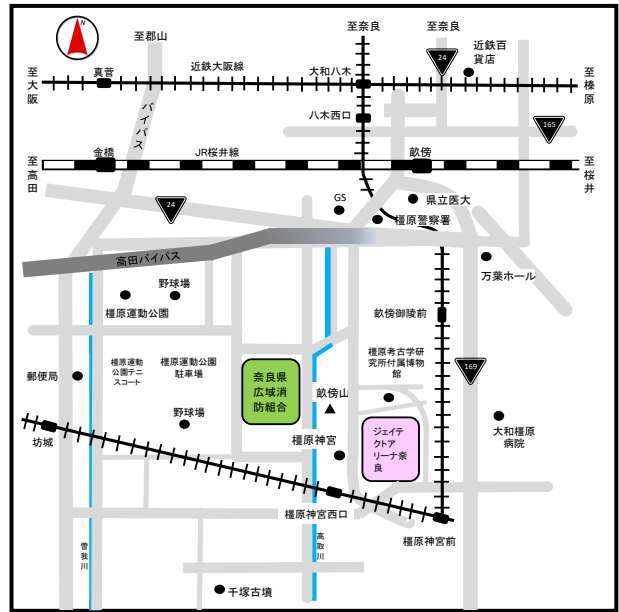 N
至郡山
至奈良
至奈良
近鉄百
貨店
24
至大阪
真菅
近鉄大阪線
大和八木
至榛原
バイパス
八木西口
165
至高田
金橋
JR桜井線
畝傍
至桜井
24
GS
県立医大
橿原警察署
高田バイパス
万葉ホール
野球場
橿原運動公園
畝傍御陵前
橿原運動
公園テニ
スコート
橿原運動公園
駐車場
橿原考古学研
究所付属博物
館
169
郵便局
奈良県
広域消
防組合
畝傍山
野球場
橿原神宮
ジェイテ
クトア
リーナ奈
良
大和橿原
病院
坊城
橿原神宮西口
橿原神宮前
曽我川
高取川
千塚古墳